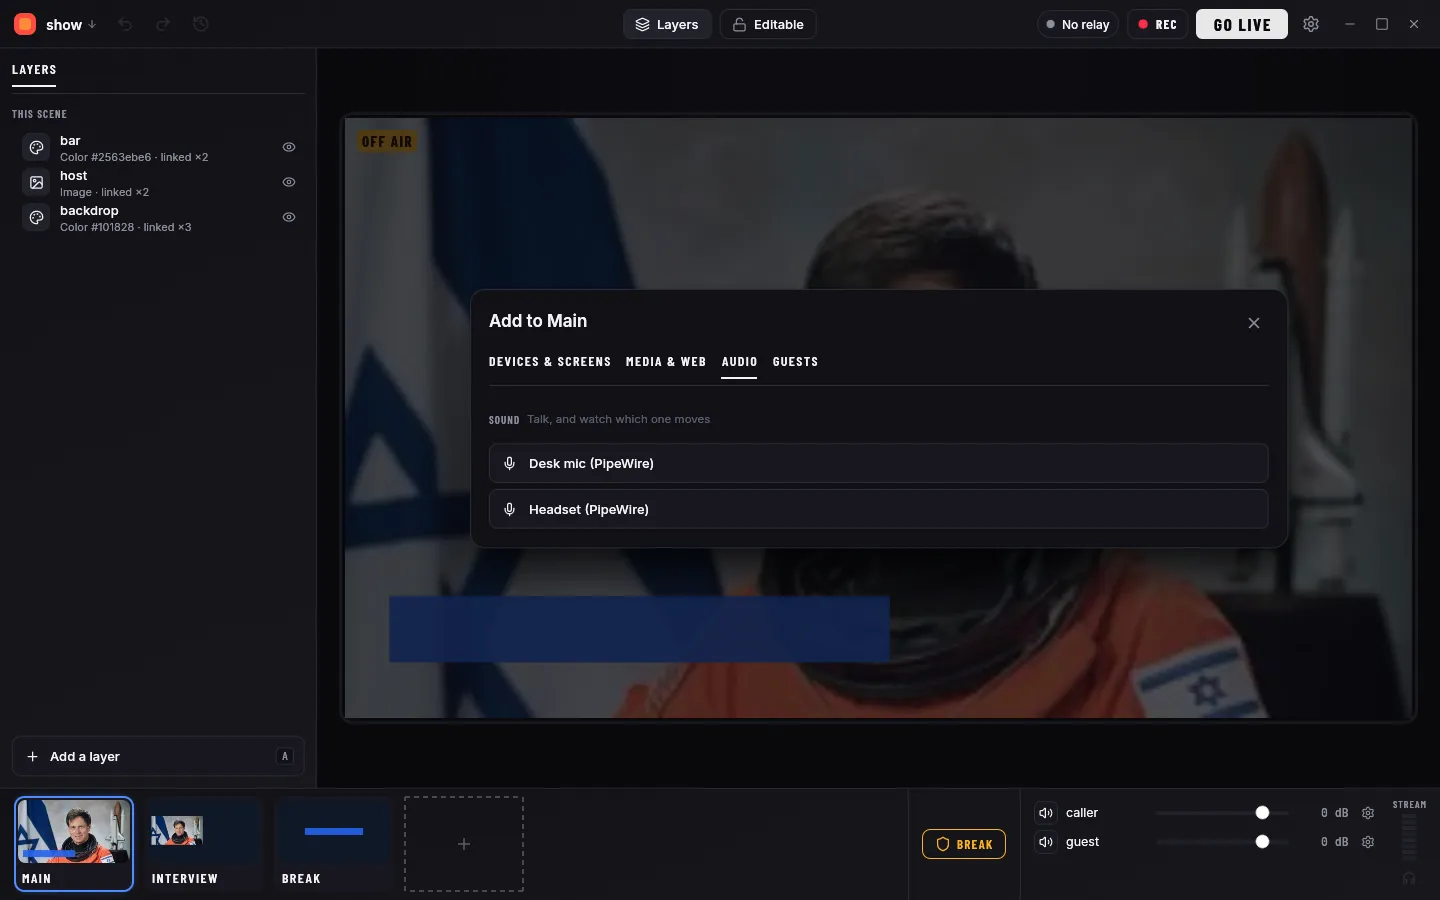 show
Layers
Editable
No relay
REC
GO LIVE
LAYERS
THIS SCENE
bar
Color #2563ebe6 · linked ×2
host
Image · linked ×2
backdrop
Color #101828 · linked ×3
Add a layer
A
OFF AIR
Add to Main
DEVICES & SCREENS
MEDIA & WEB
AUDIO
GUESTS
SOUND Talk, and watch which one moves
Desk mic (PipeWire)
Headset (PipeWire)
MAIN
INTERVIEW
BREAK
BREAK
caller
0 dB
guest
0 dB
STREAM